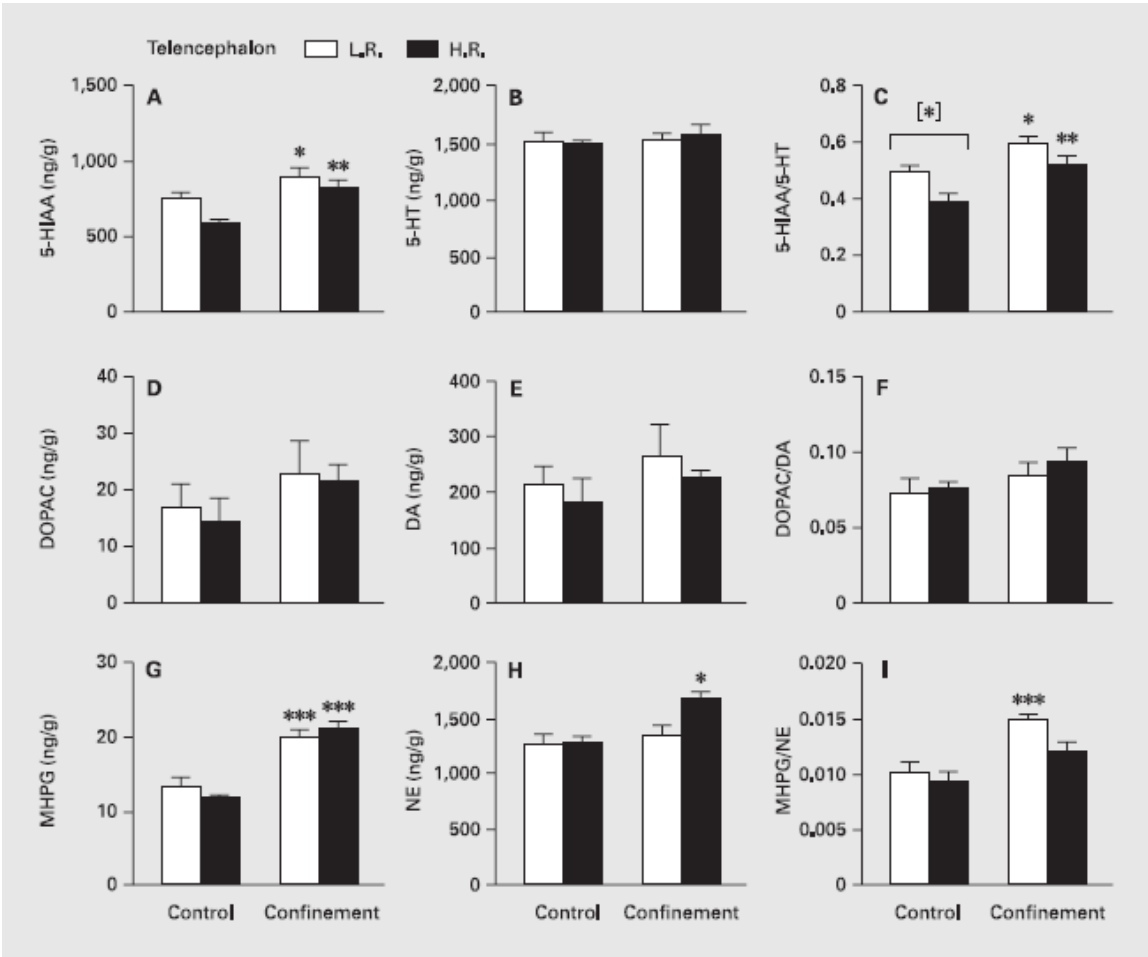 Telencephalon L.R. H.R.
A
5-HIAA (ng/g)
1,500
1,000
500
0
*
**
B
5-HT (ng/g)
2,000
1,500
1,000
500
0
C
5-HIAA/5-HT
0.8
0.6
0.4
0.2
0
[*]
*
**
D
DOPAC (ng/g)
40
30
20
10
0
E
DA (ng/g)
400
300
200
100
0
F
DOPAC/DA
0.15
0.10
0.05
0
G
MHPG (ng/g)
30
20
10
0
***
***
Control Confinement
H
NE (ng/g)
2,000
1,500
1,000
500
0
*
Control Confinement
I
MHPG/NE
0.020
0.015
0.010
0.005
0
***
Control Confinement